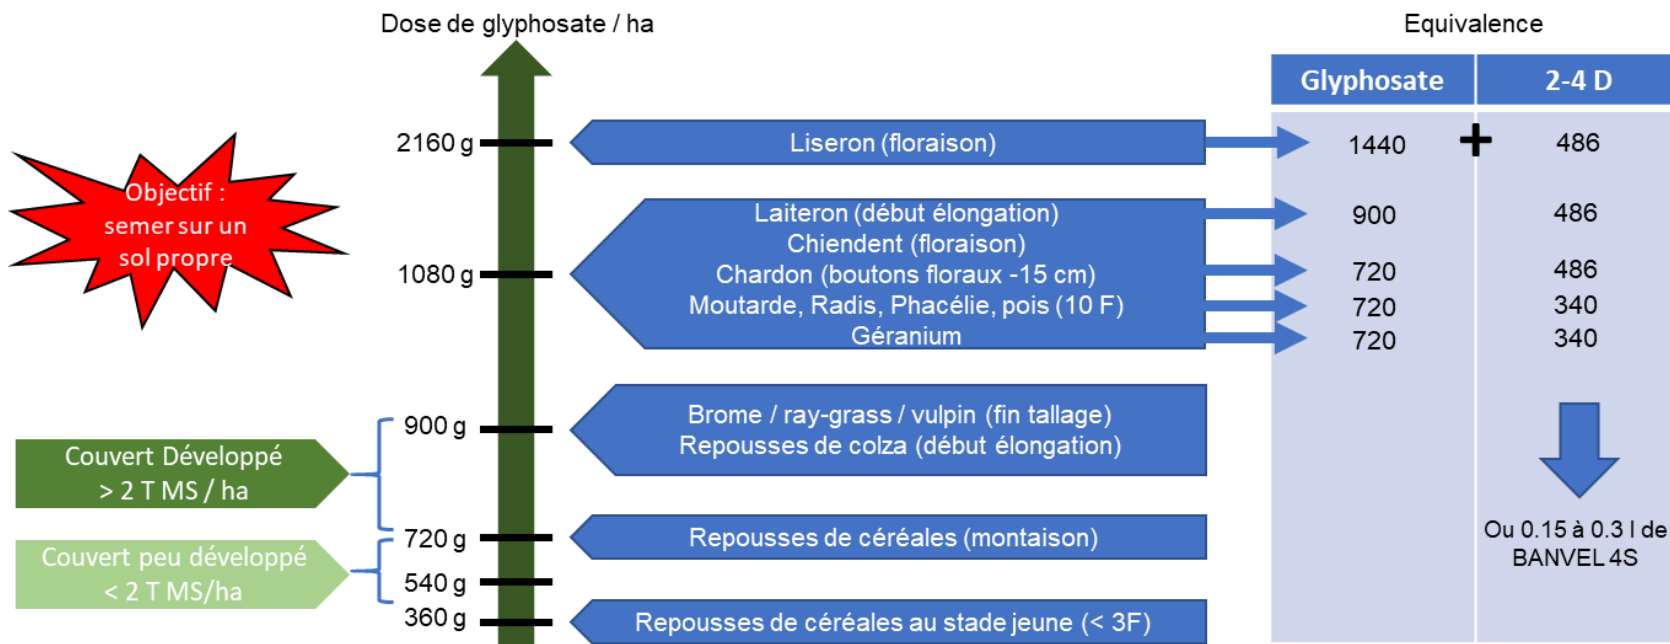 Dose de glyphosate / ha
Equivalence
Glyphosate
2-4 D
Objectif :
semer sur un
sol propre
2160 g
Liseron (floraison)
1440
+
486
1080 g
Laiteron (début élongation)
Chiendent (floraison)
Chardon (boutons floraux -15 cm)
Moutarde, Radis, Phacélie, pois (10 F)
Géranium
900
486
720
486
720
340
720
340
900 g
Brome / ray-grass / vulpin (fin tallage)
Repousses de colza (début élongation)
Couvert Développé
> 2 T MS / ha
720 g
Repousses de céréales (montaison)
Ou 0.15 à 0.3 l de
BANVEL 4S
Couvert peu développé
< 2 T MS/ha
540 g
360 g
Repousses de céréales au stade jeune (< 3F)